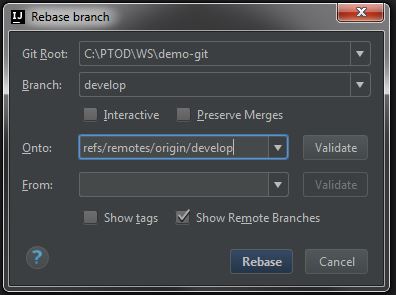 IJ Rebase branch
Git Root: C:\PTOD\WS\demo-git
Branch: develop
Interactive Preserve Merges
Onto: refs/remotes/origin/develop Validate
From: Validate
Show tags Show Remote Branches
? Rebase Cancel